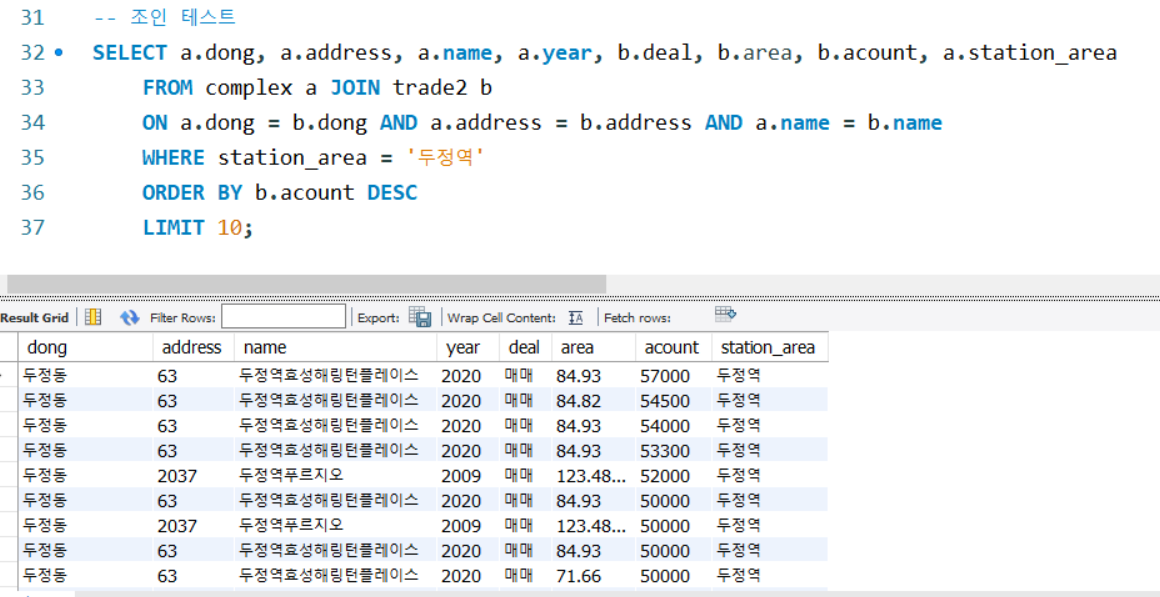 31 -- 조인 테스트
32 SELECT a.dong, a.address, a.name, a.year, b.deal, b.area, b.acount, a.station_area
33 FROM complex a JOIN trade2 b
34 ON a.dong = b.dong AND a.address = b.address AND a.name = b.name
35 WHERE station_area = '두정역'
36 ORDER BY b.acount DESC
37 LIMIT 10;
Result Grid Filter Rows: Export: Wrap Cell Content: IA Fetch rows:
dong address name year deal area acount station_area
두정동 63 두정역효성해링턴플레이스 2020 매매 84.93 57000 두정역
두정동 63 두정역효성해링턴플레이스 2020 매매 84.82 54500 두정역
두정동 63 두정역효성해링턴플레이스 2020 매매 84.93 54000 두정역
두정동 63 두정역효성해링턴플레이스 2020 매매 84.93 53300 두정역
두정동 2037 두정역푸르지오 2009 매매 123.48... 52000 두정역
두정동 63 두정역효성해링턴플레이스 2020 매매 84.93 50000 두정역
두정동 2037 두정역푸르지오 2009 매매 123.48... 50000 두정역
두정동 63 두정역효성해링턴플레이스 2020 매매 84.93 50000 두정역
두정동 63 두정역효성해링턴플레이스 2020 매매 71.66 50000 두정역